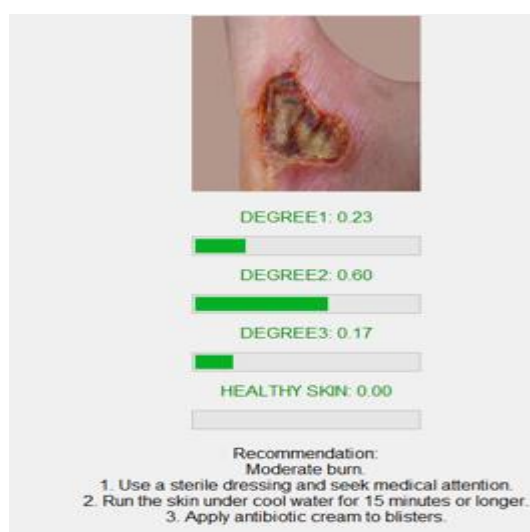 DEGREE1: 0.23
DEGREE2: 0.60
DEGREE3: 0.17
HEALTHY SKIN: 0.00
Recommendation:
Moderate burn.
1. Use a sterile dressing and seek medical attention.
2. Run the skin under cool water for 15 minutes or longer.
3. Apply antibiotic cream to blisters.